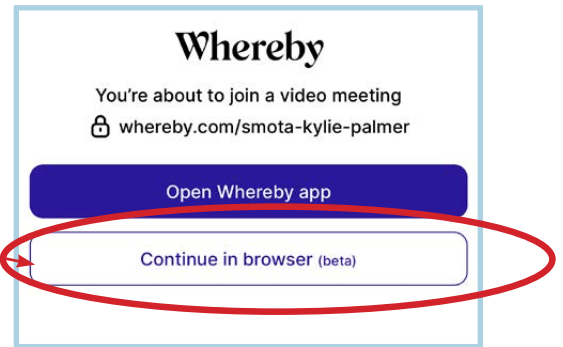 Whereby
You're about to join a video meeting
whereby.com/smota-kylie-palmer
Open Whereby app
Continue in browser (beta)